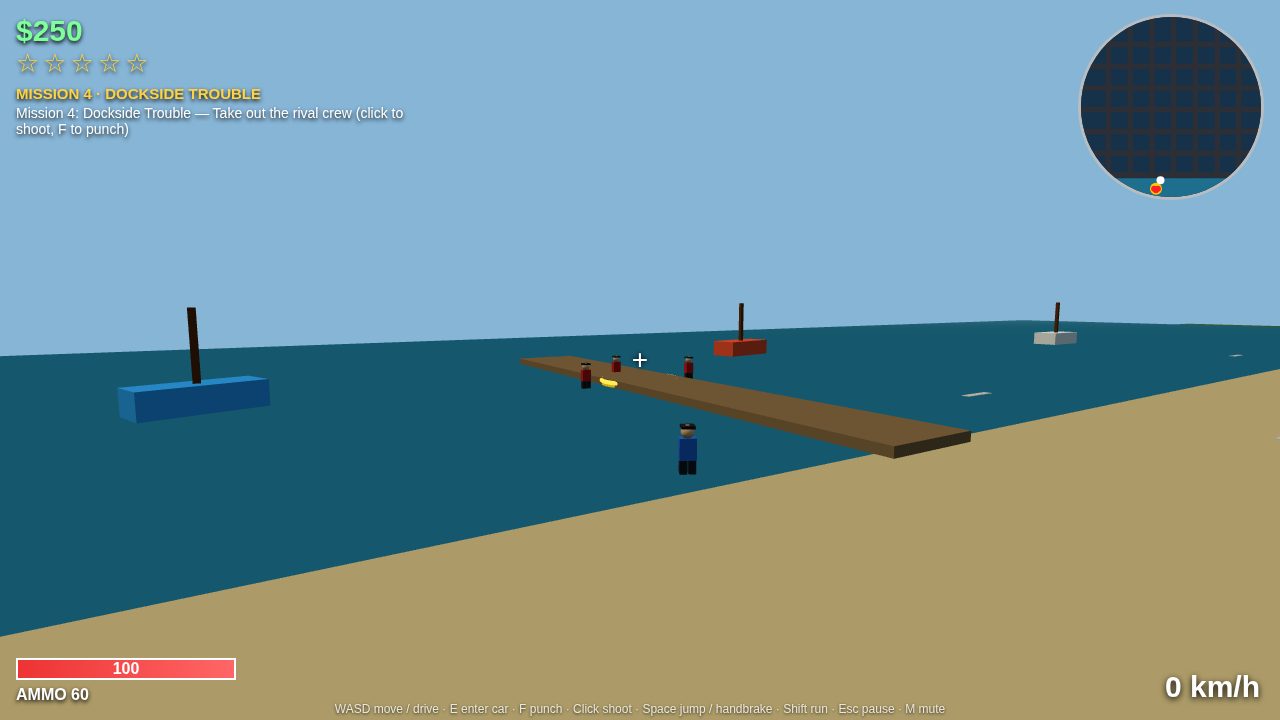 $250
☆ ☆ ☆ ☆ ☆
MISSION 4 · DOCKSIDE TROUBLE
Mission 4: Dockside Trouble — Take out the rival crew (click to
shoot, F to punch)
100
AMMO 60
0 km/h
WASD move / drive · E enter car · F punch · Click shoot · Space jump / handbrake · Shift run · Esc pause · M mute